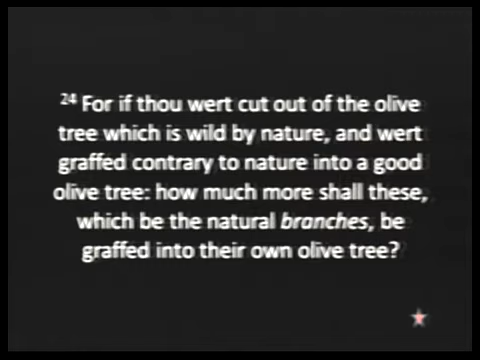 24 For if thou wert cut out of the olive
tree which is wild by nature, and wert
graffed contrary to nature into a good
olive tree: how much more shall these,
which be the natural branches, be
graffed into their own olive tree?